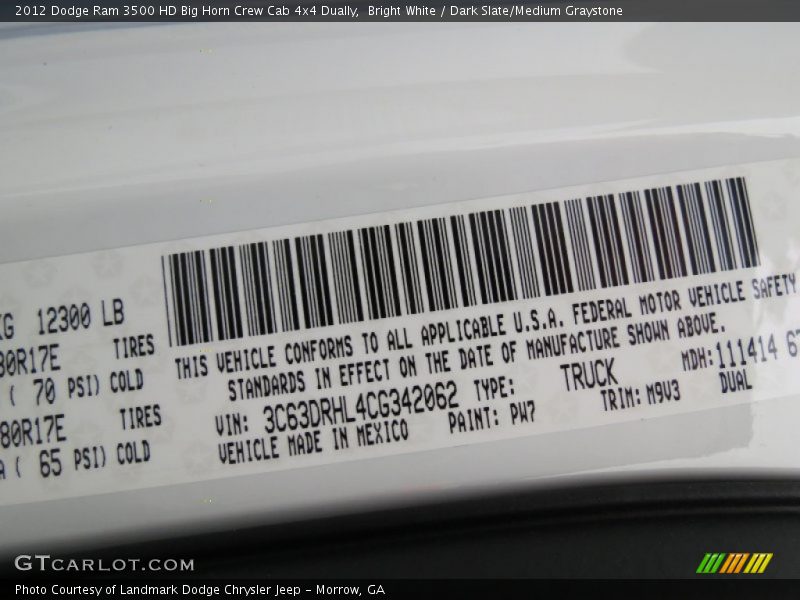 2012 Dodge Ram 3500 HD Big Horn Crew Cab 4x4 Dually, Bright White / Dark Slate/Medium Graystone
KG 12300 LB
80R17E TIRES
( 70 PSI) COLD
80R17E TIRES
A ( 65 PSI) COLD
THIS VEHICLE CONFORMS TO ALL APPLICABLE U.S.A. FEDERAL MOTOR VEHICLE SAFETY
STANDARDS IN EFFECT ON THE DATE OF MANUFACTURE SHOWN ABOVE.
VIN: 3C63DRHL4CG342062 TYPE: TRUCK MDH: 111414 67
VEHICLE MADE IN MEXICO PAINT: PW7 TRIM: M9V3 DUAL
GTCARLOT.COM
Photo Courtesy of Landmark Dodge Chrysler Jeep – Morrow, GA